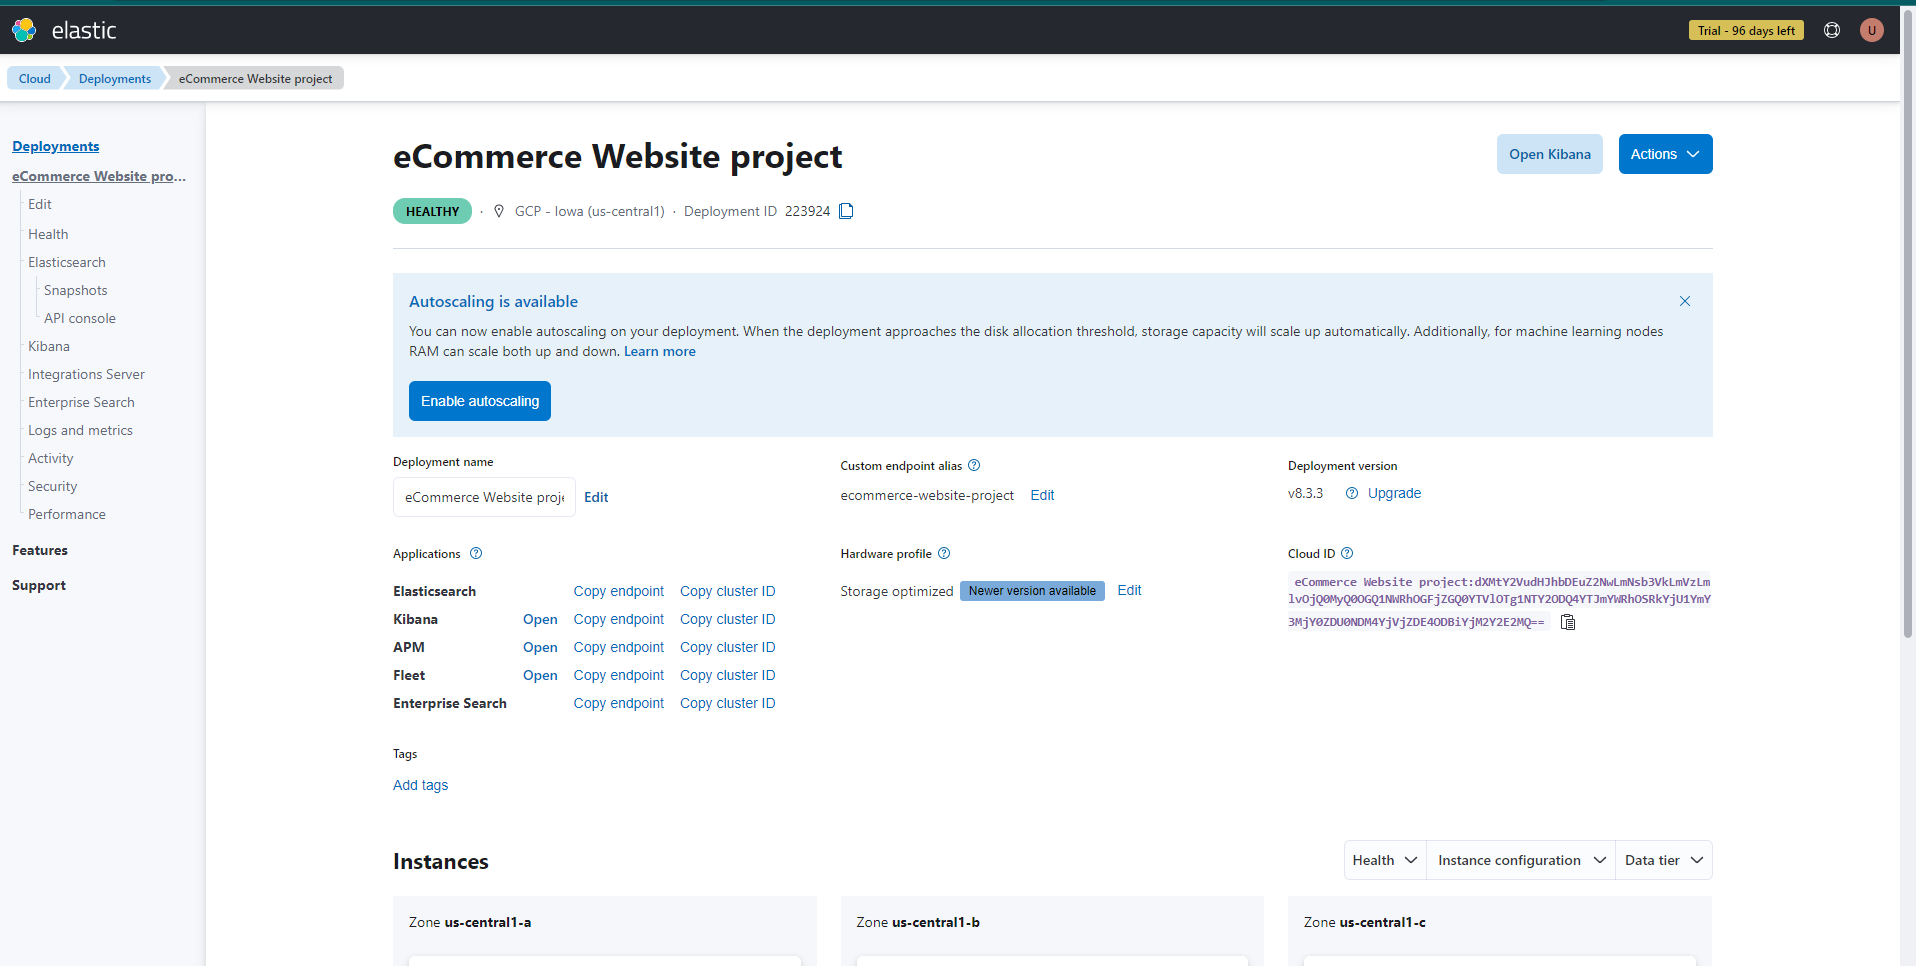 elastic
Trial - 96 days left
U
Cloud
Deployments
eCommerce Website project
Deployments
eCommerce Website pro...
Edit
Health
Elasticsearch
Snapshots
API console
Kibana
Integrations Server
Enterprise Search
Logs and metrics
Activity
Security
Performance
Features
Support
eCommerce Website project
Open Kibana
Actions
HEALTHY · GCP - Iowa (us-central1) · Deployment ID 223924
Autoscaling is available
You can now enable autoscaling on your deployment. When the deployment approaches the disk allocation threshold, storage capacity will scale up automatically. Additionally, for machine learning nodes
RAM can scale both up and down. Learn more
Enable autoscaling
Deployment name
eCommerce Website proje
Edit
Custom endpoint alias
ecommerce-website-project Edit
Deployment version
v8.3.3 Upgrade
Applications
Elasticsearch Copy endpoint Copy cluster ID
Kibana Open Copy endpoint Copy cluster ID
APM Open Copy endpoint Copy cluster ID
Fleet Open Copy endpoint Copy cluster ID
Enterprise Search Copy endpoint Copy cluster ID
Hardware profile
Storage optimized Newer version available Edit
Cloud ID
eCommerce Website project:dXMtY2VudHJhbDEuZ2NwLmNsb3VkLmVzLm
lvOjQ0MyQ0OGQ1NWRhOGFjZGQ0YTVlOTg1NTY2ODQ4YTJmYWRhOSRkYjU1YmY
3MjY0ZDU0NDM4YjVjZDE4ODBiYjM2Y2E2MQ==
Tags
Add tags
Instances
Health
Instance configuration
Data tier
Zone us-central1-a
Zone us-central1-b
Zone us-central1-c